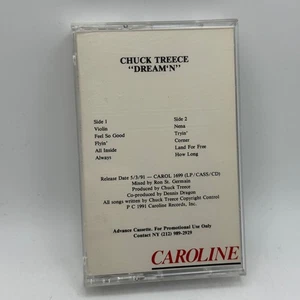 CHUCK TREECE
"DREAM'N"
Side 1
Violin
Feel So Good
Flyin'
All Inside
Always
Side 2
Nena
Tryin'
Corner
Land For Free
How Long
Release Date 5/3/91 — CAROL 1699 (LP/CASS/CD)
Mixed by Ron St. Germain
Produced by Chuck Treece
Co-produced by Dennis Dragon
All songs written by Chuck Treece Copyright Control
P C 1991 Caroline Records, Inc.
Advance Cassette. For Promotional Use Only
Contact NY (212) 989-2929
CAROLINE